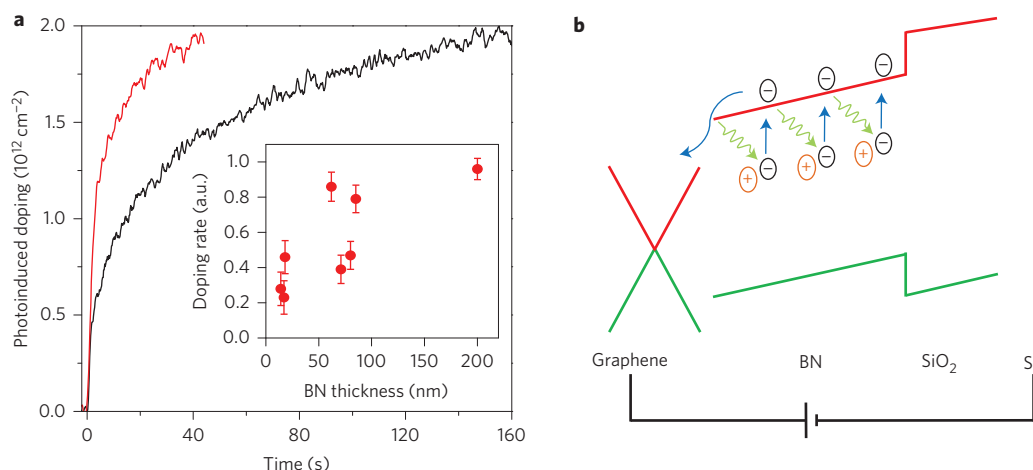 a
Photoinduced doping (10¹² cm⁻²)
2.0
1.5
1.0
0.5
0.0
0
40
80
120
160
Time (s)
Doping rate (a.u.)
1.0
0.8
0.6
0.4
0.2
0.0
0
50
100
150
200
BN thickness (nm)
b
− − −
+ − + − + −
Graphene
BN
SiO₂
S